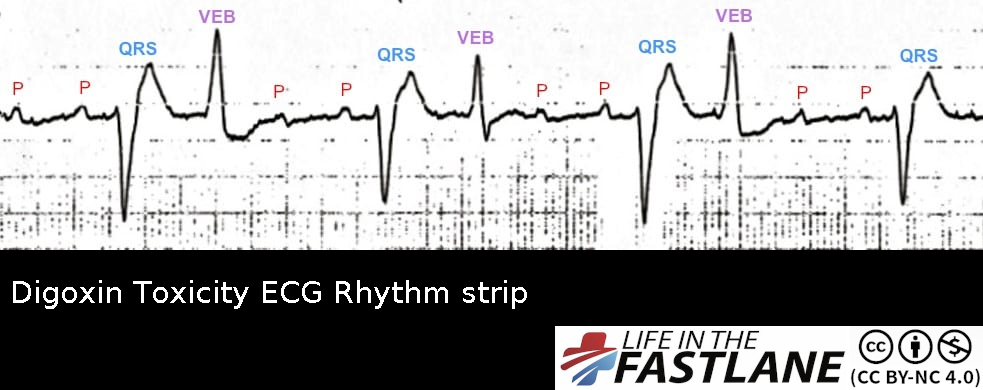 VEB
VEB
VEB
QRS
QRS
QRS
QRS
P
P
P
P
P
P
P
P
Digoxin Toxicity ECG Rhythm strip
LIFE IN THE
FASTLANE
cc
$
(CC BY-NC 4.0)